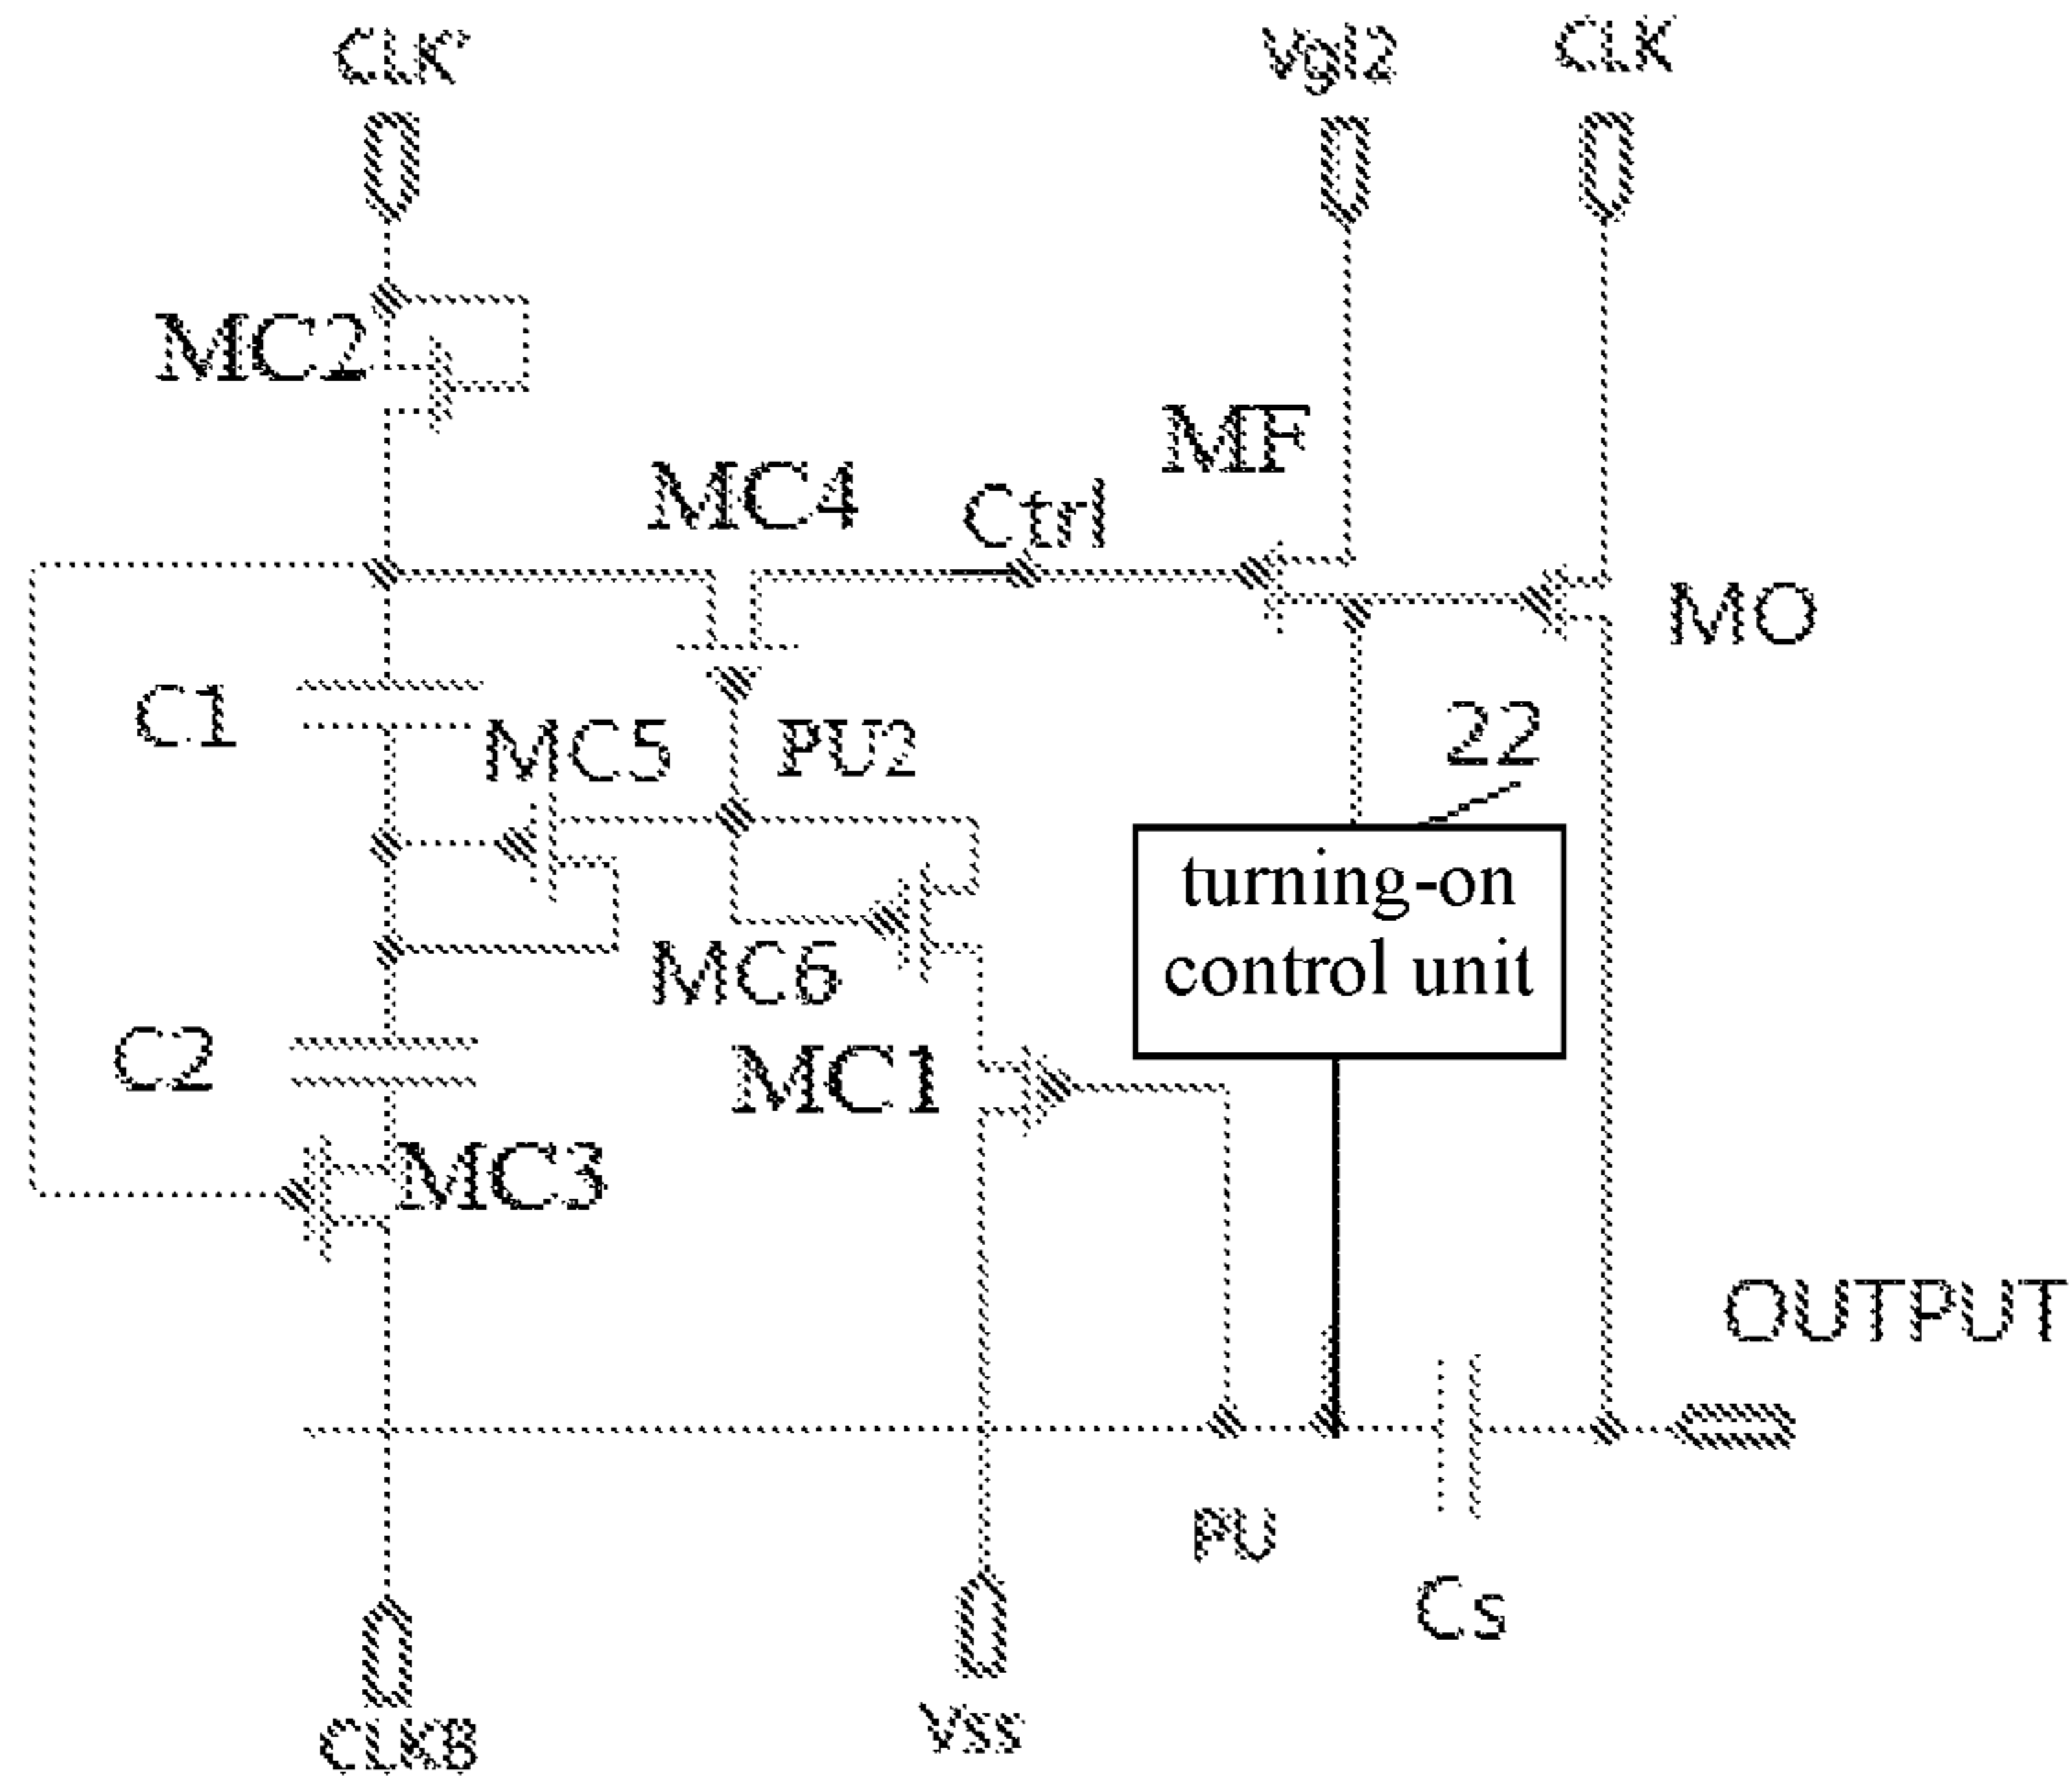 CLK'
Vgl2
CLK
MC2
MF
MC4
Ctrl
MO
C1
MC5
PU2
22
turning-on
control unit
MC6
C2
MC1
MC3
OUTPUT
PU
Cs
Vss
CLKB